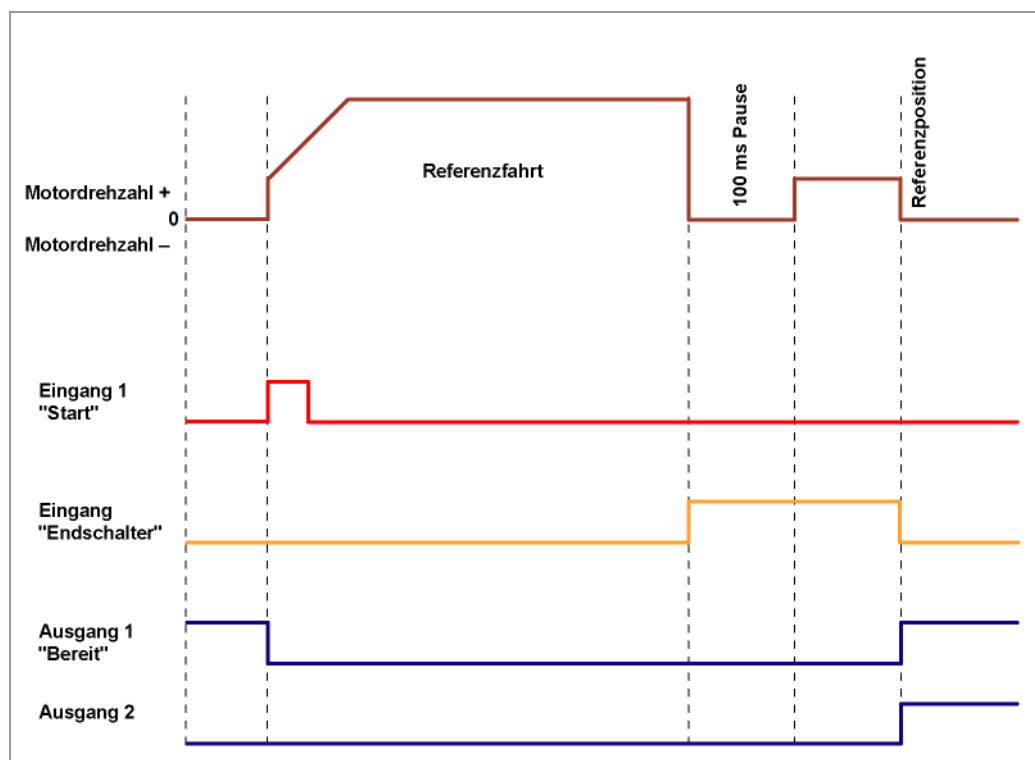 100 ms Pause
Referenzposition
Referenzfahrt
Motordrehzahl +
0
Motordrehzahl –
Eingang 1
"Start"
Eingang
"Endschalter"
Ausgang 1
"Bereit"
Ausgang 2